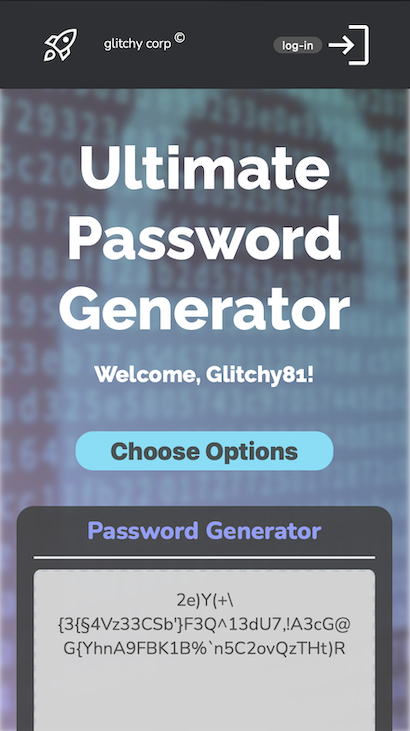 glitchy corp ©
log-in
Ultimate
Password
Generator
Welcome, Glitchy81!
Choose Options
Password Generator
2e)Y(+\
{3{§4Vz33CSb'}F3Q^13dU7,!A3cG@
G{YhnA9FBK1B%`n5C2ovQzTHt)R